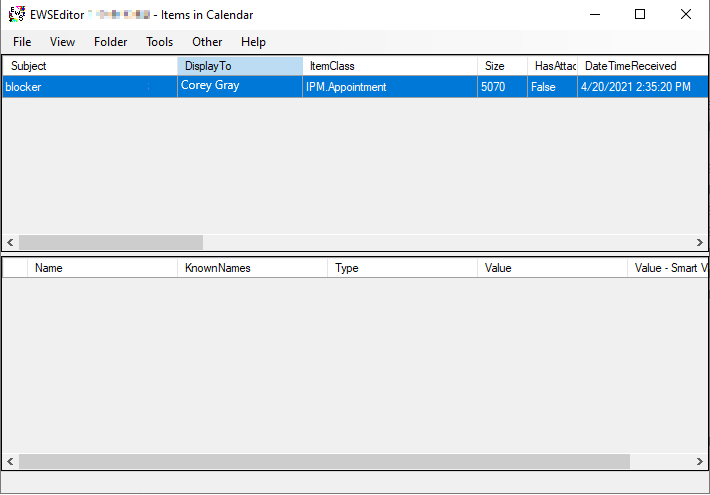 EWSEditor - Items in Calendar
File View Folder Tools Other Help
Subject DisplayTo ItemClass Size HasAttac DateTimeReceived
blocker Corey Gray IPM.Appointment 5070 False 4/20/2021 2:35:20 PM
Name KnownNames Type Value Value - Smart V